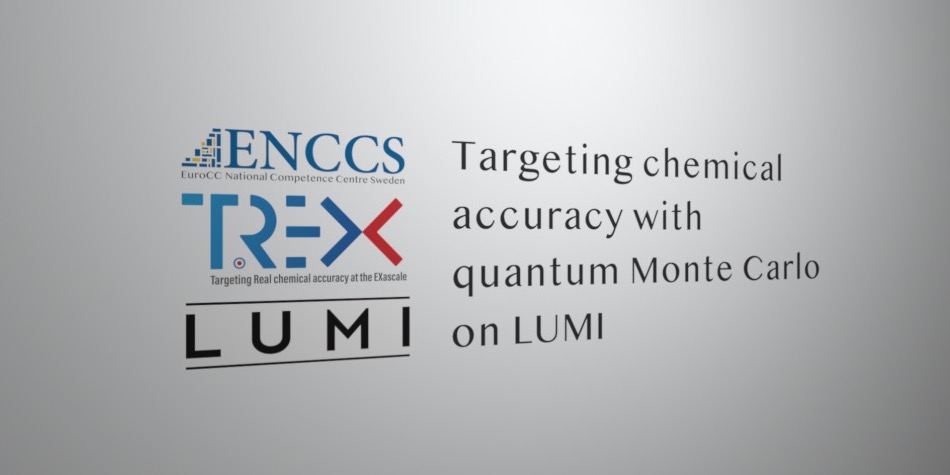 ENCCS
EuroCC National Competence Centre Sweden
TREX
Targeting Real chemical accuracy at the EXascale
LUMI
Targeting chemical
accuracy with
quantum Monte Carlo
on LUMI